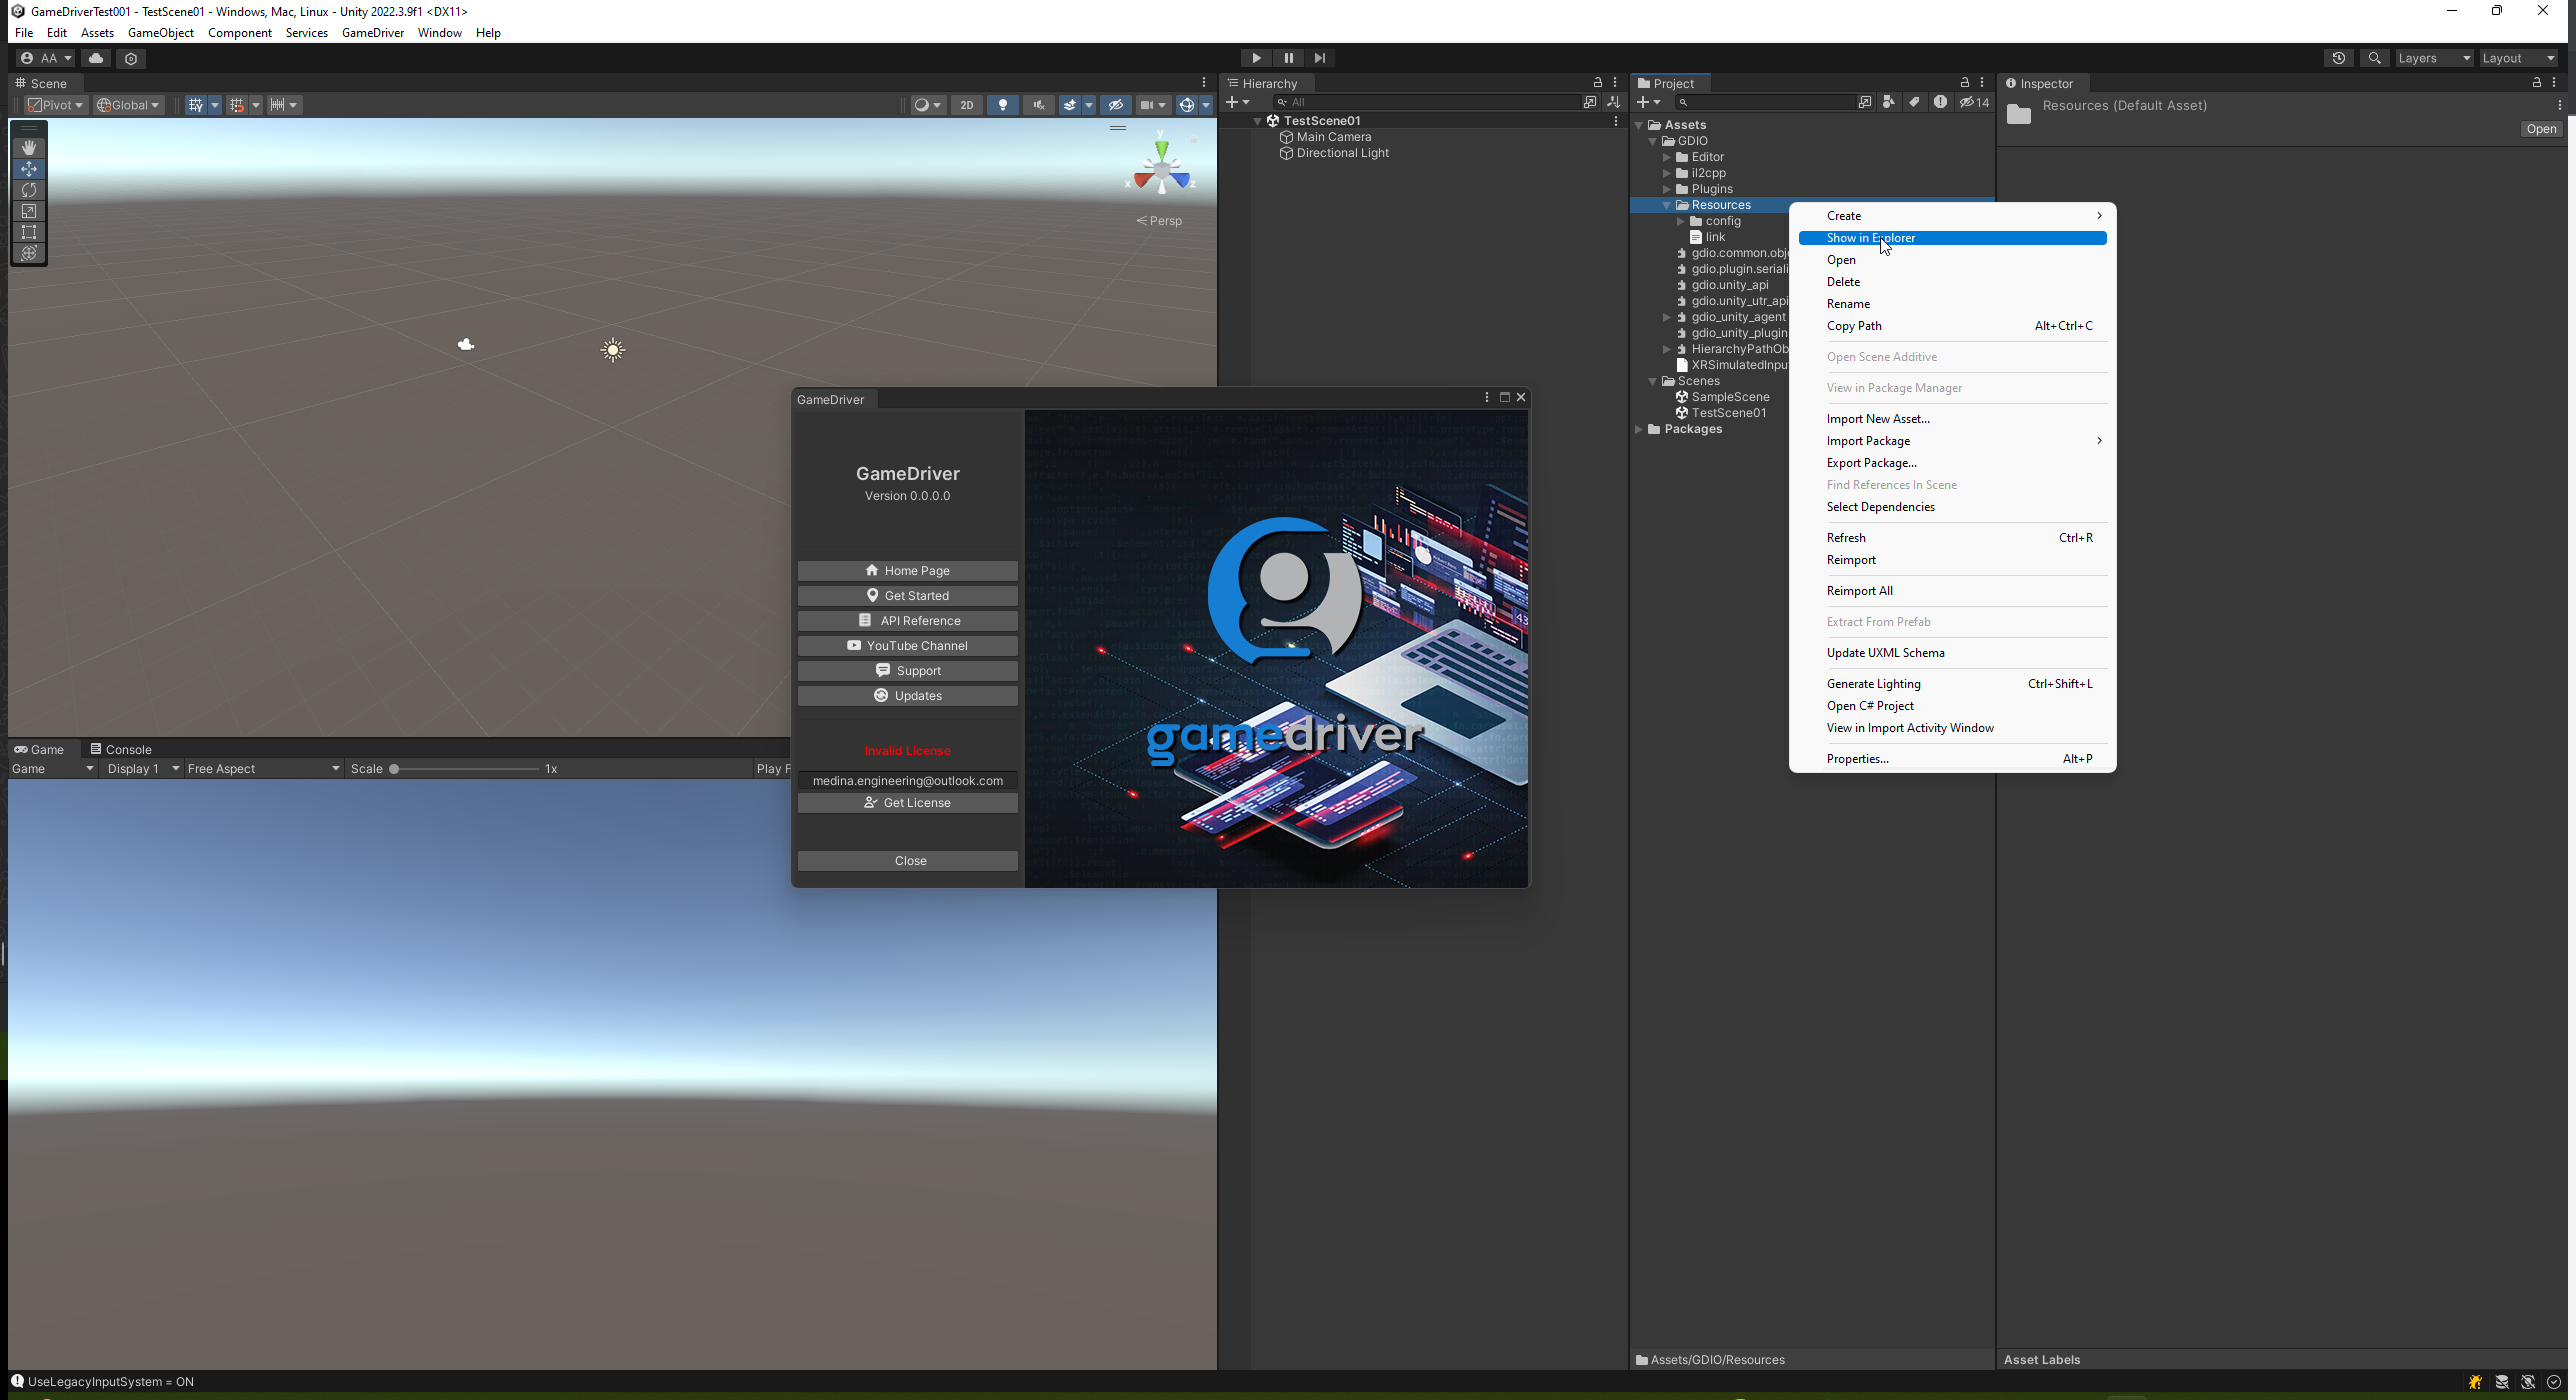 GameDriverTest001 - TestScene01 - Windows, Mac, Linux - Unity 2022.3.9f1 <DX11>
File Edit Assets GameObject Component Services GameDriver Window Help
AA
Layers Layout
Scene
Pivot Global 2D
y
x z
Persp
Hierarchy
All
TestScene01
Main Camera
Directional Light
Project
14
Assets
GDIO
Editor
il2cpp
Plugins
Resources
config
link
gdio.common.obj
gdio.plugin.seriali
gdio.unity_api
gdio.unity_utr_api
gdio_unity_agent
gdio_unity_plugin
HierarchyPathOb
XRSimulatedInpu
Scenes
SampleScene
TestScene01
Packages
Inspector
Resources (Default Asset)
Open
Create
Show in Explorer
Open
Delete
Rename
Copy Path Alt+Ctrl+C
Open Scene Additive
View in Package Manager
Import New Asset...
Import Package
Export Package...
Find References In Scene
Select Dependencies
Refresh Ctrl+R
Reimport
Reimport All
Extract From Prefab
Update UXML Schema
Generate Lighting Ctrl+Shift+L
Open C# Project
View in Import Activity Window
Properties... Alt+P
GameDriver
GameDriver
Version 0.0.0.0
Home Page
Get Started
API Reference
YouTube Channel
Support
Updates
Invalid License
medina.engineering@outlook.com
Get License
Close
gamedriver
Game Console
Game Display 1 Free Aspect Scale 1x Play F
Assets/GDIO/Resources
Asset Labels
UseLegacyInputSystem = ON